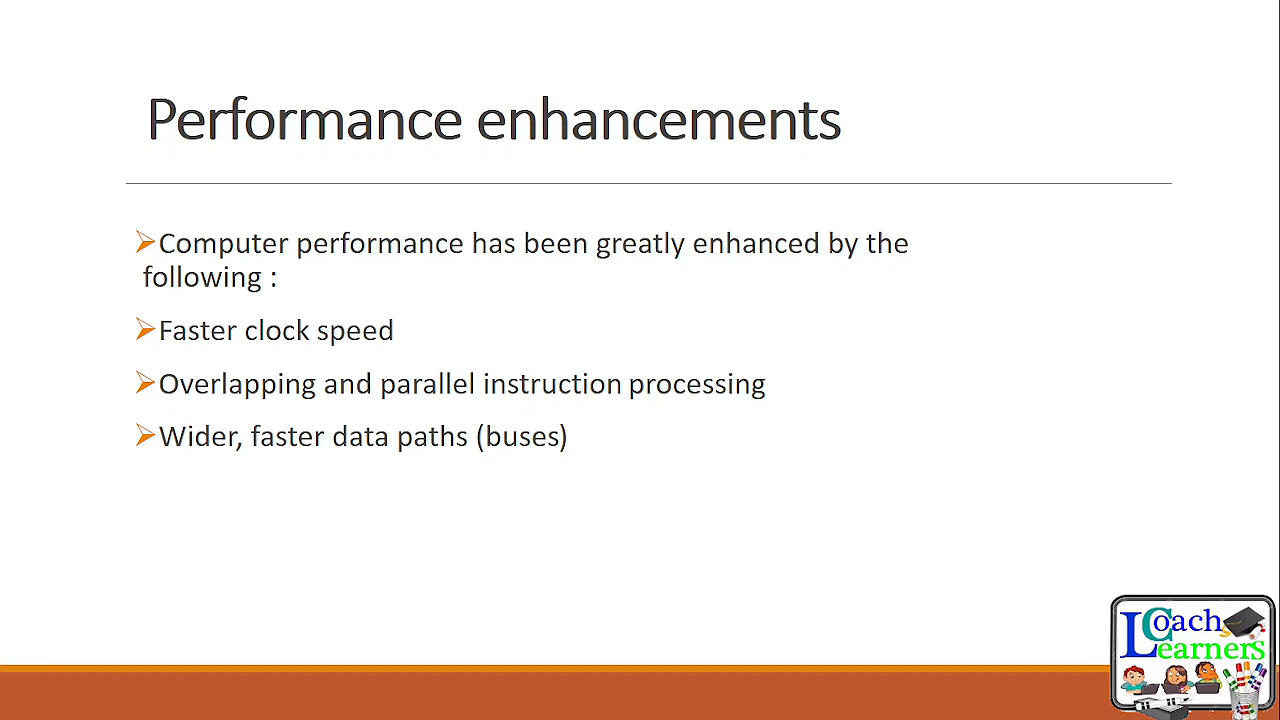 Performance enhancements
Computer performance has been greatly enhanced by the
following :
Faster clock speed
Overlapping and parallel instruction processing
Wider, faster data paths (buses)
Coach
Learners